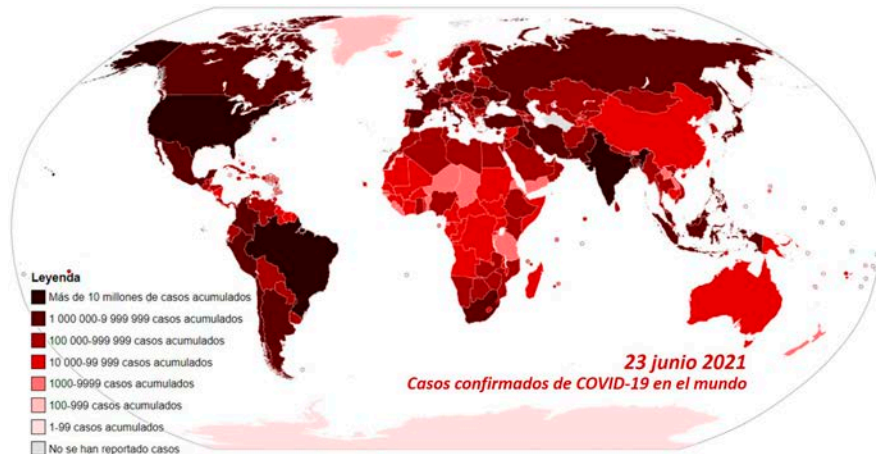 Leyenda
Más de 10 millones de casos acumulados
1 000 000-9 999 999 casos acumulados
100 000-999 999 casos acumulados
10 000-99 999 casos acumulados
1000-9999 casos acumulados
100-999 casos acumulados
1-99 casos acumulados
No se han reportado casos
23 junio 2021
Casos confirmados de COVID-19 en el mundo